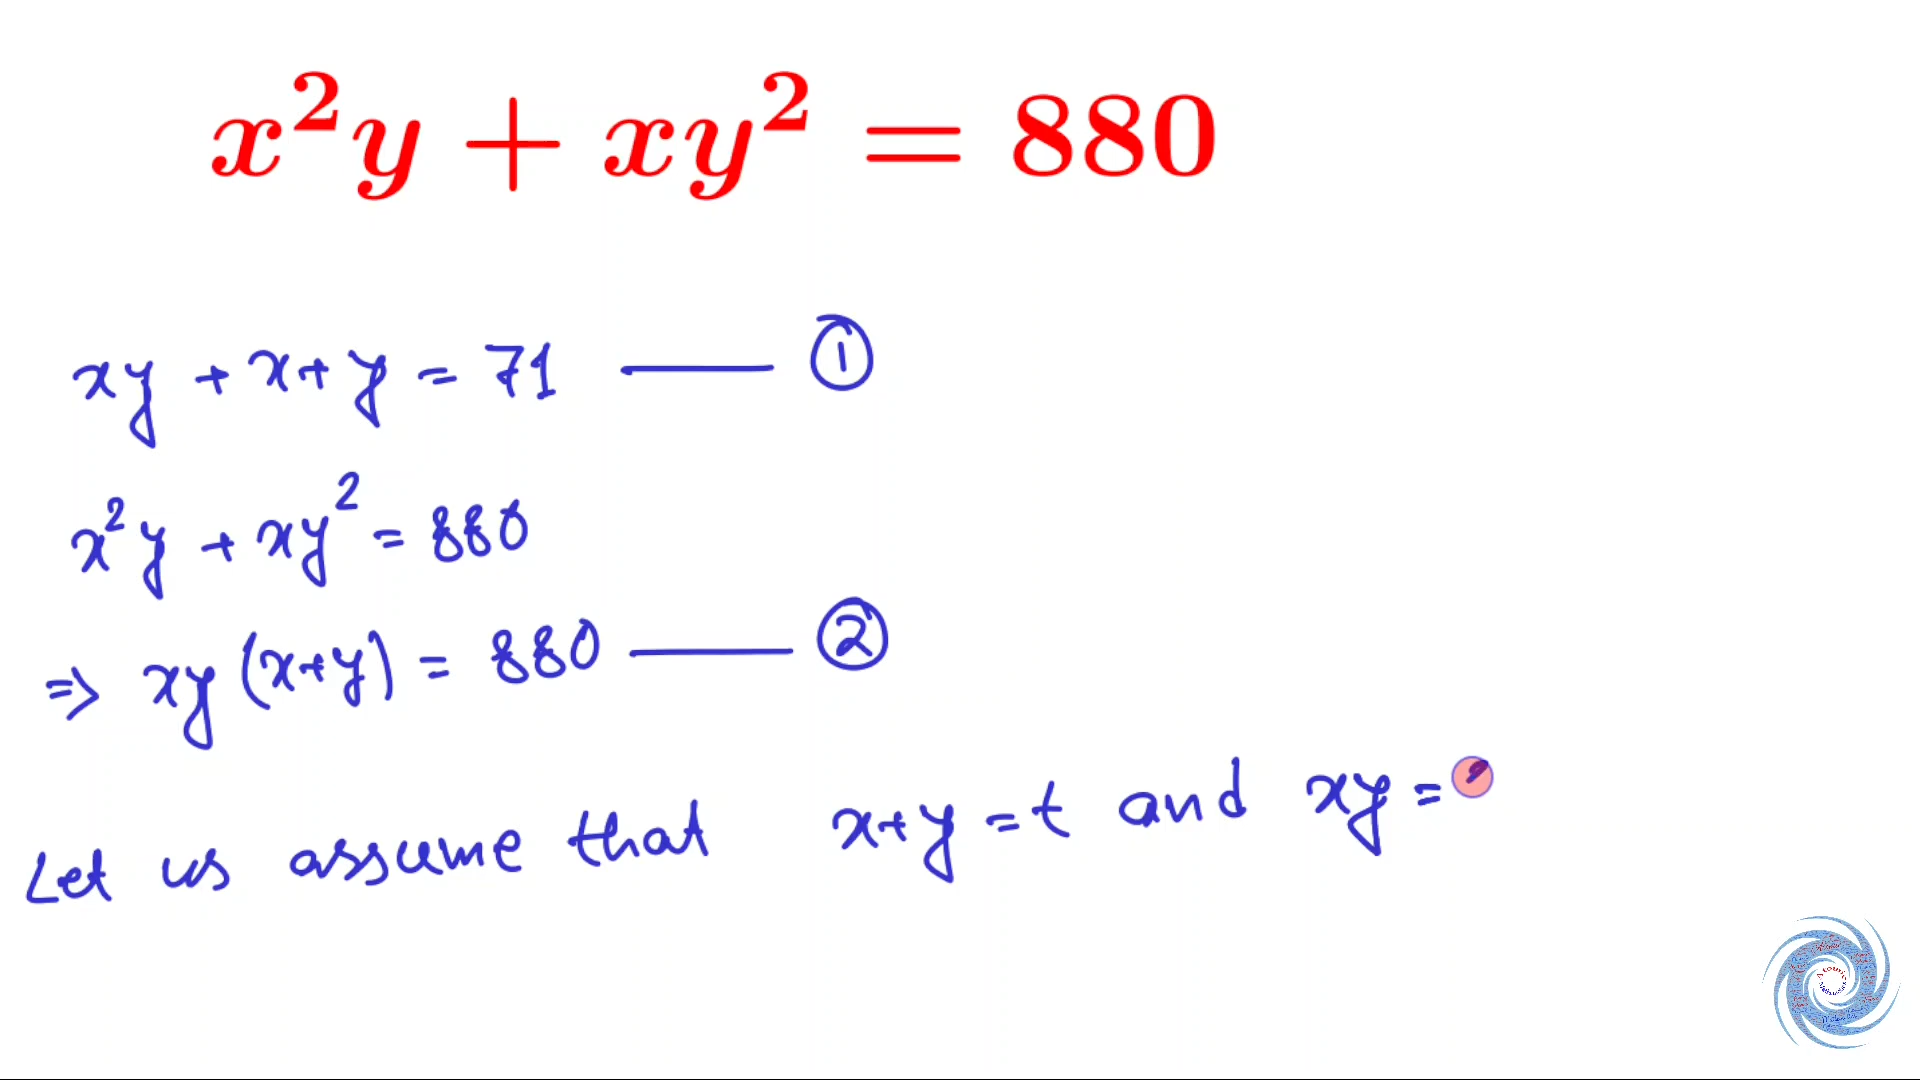 x²y + xy² = 880
xy + x+y = 71 —— ①
x²y + xy² = 880
=> xy (x+y) = 880 —— ②
Let us assume that x+y = t and xy =